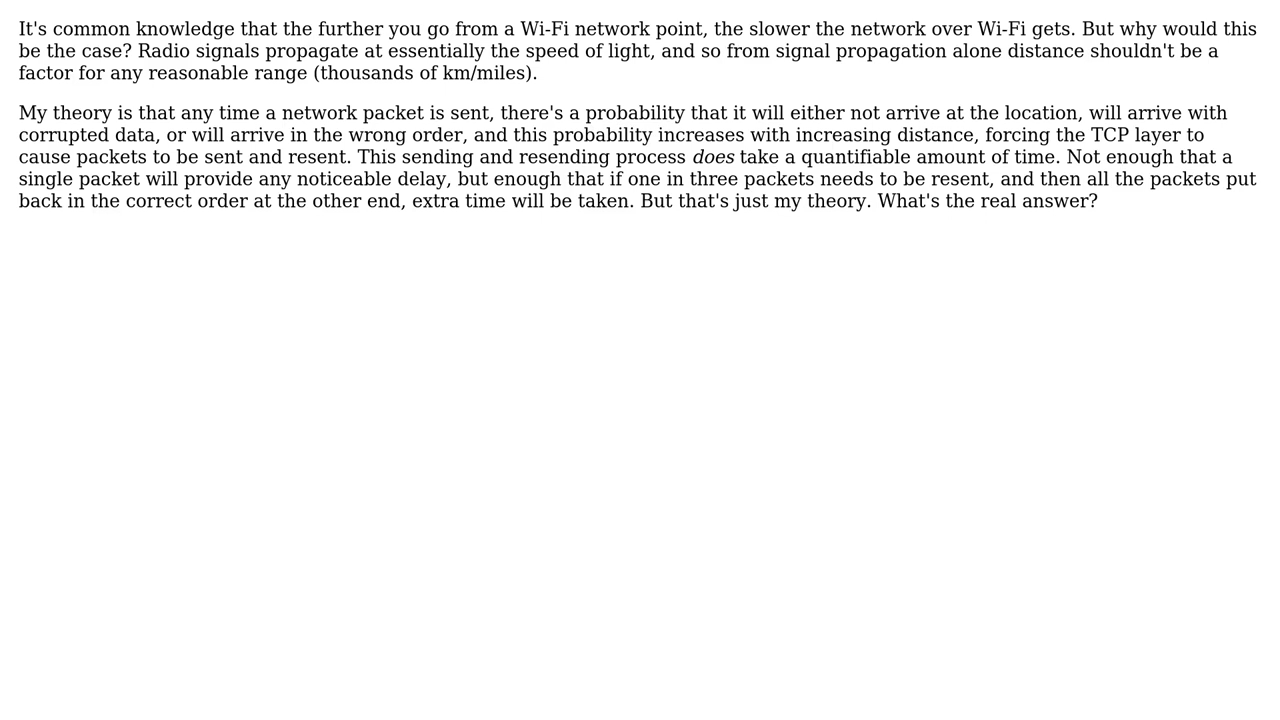 It's common knowledge that the further you go from a Wi-Fi network point, the slower the network over Wi-Fi gets. But why would this
be the case? Radio signals propagate at essentially the speed of light, and so from signal propagation alone distance shouldn't be a
factor for any reasonable range (thousands of km/miles).
My theory is that any time a network packet is sent, there's a probability that it will either not arrive at the location, will arrive with
corrupted data, or will arrive in the wrong order, and this probability increases with increasing distance, forcing the TCP layer to
cause packets to be sent and resent. This sending and resending process does take a quantifiable amount of time. Not enough that a
single packet will provide any noticeable delay, but enough that if one in three packets needs to be resent, and then all the packets put
back in the correct order at the other end, extra time will be taken. But that's just my theory. What's the real answer?